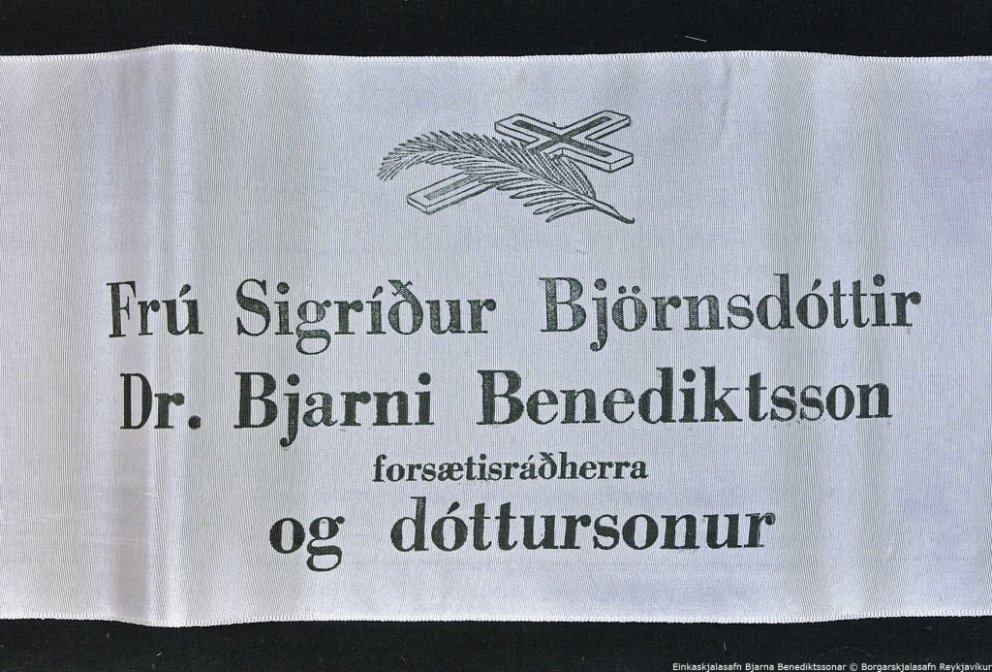 Frú Sigríður Björnsdóttir
Dr. Bjarni Benediktsson
forsætisráðherra
og dóttursonur
Einkaskjalasafn Bjarna Benediktssonar © Borgarskjalasafn Reykjavíkur